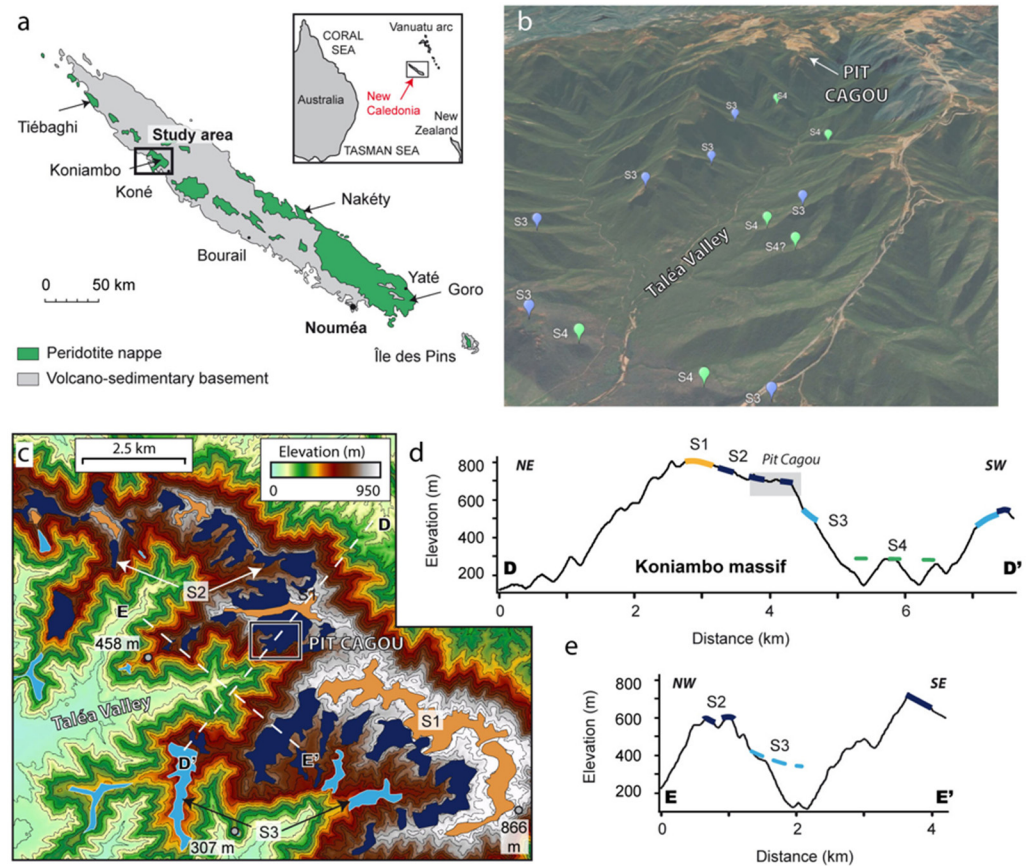 a
CORAL
SEA
Vanuatu arc
Australia
New
Caledonia
New
Zealand
TASMAN SEA
Tiébaghi
Study area
Koniambo
Koné
Nakéty
Bourail
Yaté
Goro
Nouméa
Île des Pins
0 50 km
Peridotite nappe
Volcano-sedimentary basement
b
PIT
CAGOU
S4
S3
S4
S3
S3
S3
S4
S3
S4?
Taléa Valley
S3
S4
S4
S3
c
2.5 km
Elevation (m)
0 950
D
S2
E
S1
458 m
PIT CAGOU
Taléa Valley
S1
D'
E'
S3
307 m
866
m
d
NE
S1
S2
Pit Cagou
SW
800
600
400
200
Elevation (m)
S3
S4
D
Koniambo massif
D'
0 2 4 6
Distance (km)
e
NW
S2
SE
800
600
400
200
Elevation (m)
S3
E
E'
0 2 4
Distance (km)